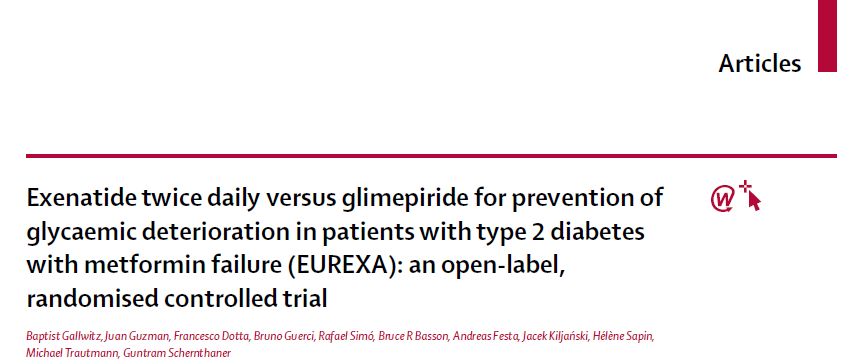 Articles
Exenatide twice daily versus glimepiride for prevention of
glycaemic deterioration in patients with type 2 diabetes
with metformin failure (EUREXA): an open-label,
randomised controlled trial
W
Baptist Gallwitz, Juan Guzman, Francesco Dotta, Bruno Guerci, Rafael Simó, Bruce R Basson, Andreas Festa, Jacek Kiljański, Hélène Sapin,
Michael Trautmann, Guntram Schernthaner